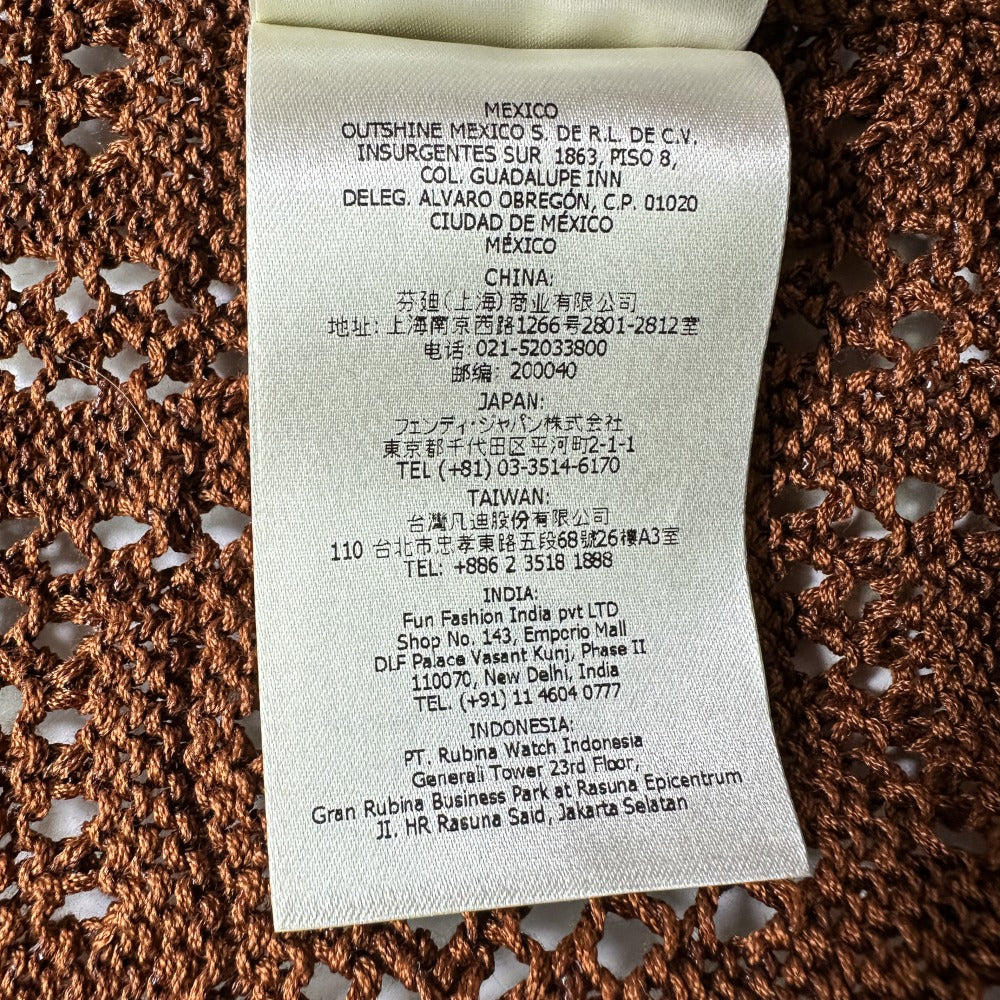 MEXICO
OUTSHINE MEXICO S. DE R.L. DE C.V.
INSURGENTES SUR 1863, PISO 8,
COL. GUADALUPE INN
DELEG. ALVARO OBREGÓN, C.P. 01020
CIUDAD DE MÉXICO
MÉXICO
CHINA:
芬迪(上海)商业有限公司
地址: 上海南京西路1266号2801-2812室
电话: 021-52033800
邮编: 200040
JAPAN:
フェンディ・ジャパン株式会社
東京都千代田区平河町2-1-1
TEL (+81) 03-3514-6170
TAIWAN:
台灣凡迪股份有限公司
110 台北市忠孝東路五段68號26樓A3室
TEL: +886 2 3518 1888
INDIA:
Fun Fashion India pvt LTD
Shop No. 143, Emporio Mall
DLF Palace Vasant Kunj, Phase II
110070, New Delhi, India
TEL. (+91) 11 4604 0777
INDONESIA:
PT. Rubina Watch Indonesia
Generali Tower 23rd Floor,
Gran Rubina Business Park at Rasuna Epicentrum
JI. HR Rasuna Said, Jakarta Selatan